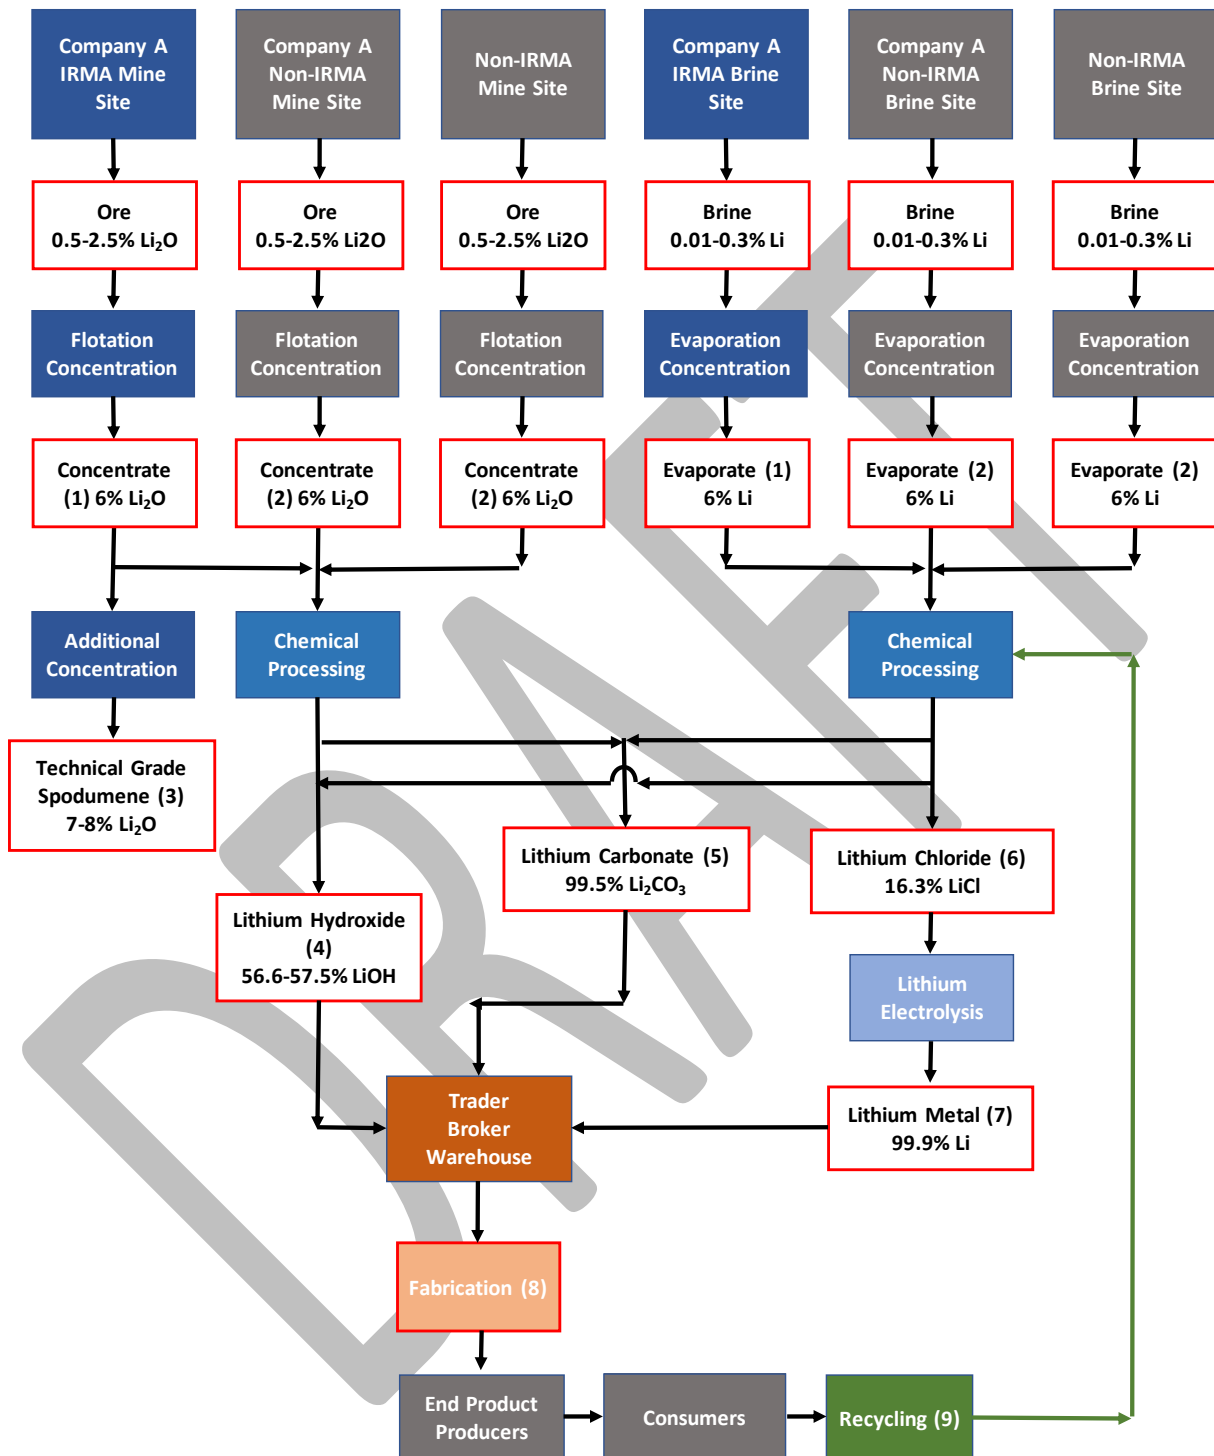 Company A
IRMA Mine
Site
Company A
Non-IRMA
Mine Site
Non-IRMA
Mine Site
Company A
IRMA Brine
Site
Company A
Non-IRMA
Brine Site
Non-IRMA
Brine Site
Ore
0.5-2.5% Li₂O
Ore
0.5-2.5% Li2O
Ore
0.5-2.5% Li2O
Brine
0.01-0.3% Li
Brine
0.01-0.3% Li
Brine
0.01-0.3% Li
Flotation
Concentration
Flotation
Concentration
Flotation
Concentration
Evaporation
Concentration
Evaporation
Concentration
Evaporation
Concentration
Concentrate
(1) 6% Li₂O
Concentrate
(2) 6% Li₂O
Concentrate
(2) 6% Li₂O
Evaporate (1)
6% Li
Evaporate (2)
6% Li
Evaporate (2)
6% Li
Additional
Concentration
Chemical
Processing
Chemical
Processing
Technical Grade
Spodumene (3)
7-8% Li₂O
Lithium Carbonate (5)
99.5% Li₂CO₃
Lithium Chloride (6)
16.3% LiCl
Lithium Hydroxide
(4)
56.6-57.5% LiOH
Lithium
Electrolysis
Trader
Broker
Warehouse
Lithium Metal (7)
99.9% Li
Fabrication (8)
End Product
Producers
Consumers
Recycling (9)
DRAFT